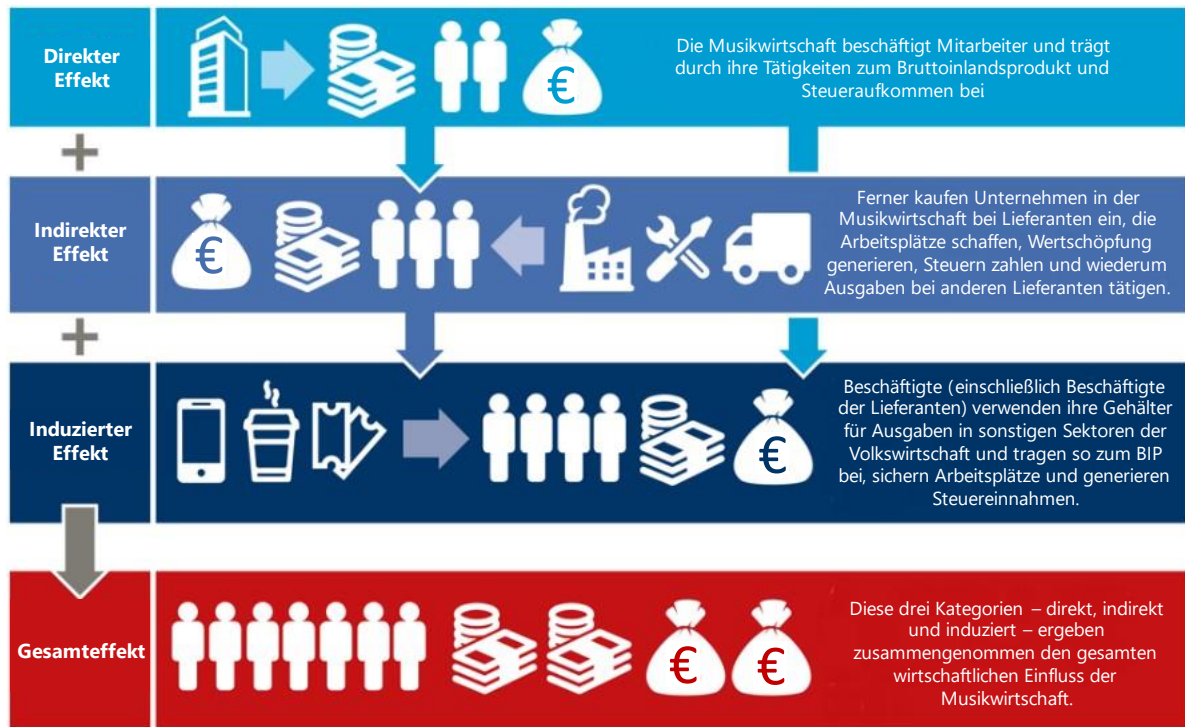 Direkter
Effekt
Die Musikwirtschaft beschäftigt Mitarbeiter und trägt
durch ihre Tätigkeiten zum Bruttoinlandsprodukt und
Steueraufkommen bei
€
+
Indirekter
Effekt
€
Ferner kaufen Unternehmen in der
Musikwirtschaft bei Lieferanten ein, die
Arbeitsplätze schaffen, Wertschöpfung
generieren, Steuern zahlen und wiederum
Ausgaben bei anderen Lieferanten tätigen.
+
Induzierter
Effekt
€
Beschäftigte (einschließlich Beschäftigte
der Lieferanten) verwenden ihre Gehälter
für Ausgaben in sonstigen Sektoren der
Volkswirtschaft und tragen so zum BIP
bei, sichern Arbeitsplätze und generieren
Steuereinnahmen.
Gesamteffekt
€ €
Diese drei Kategorien – direkt, indirekt
und induziert – ergeben
zusammengenommen den gesamten
wirtschaftlichen Einfluss der
Musikwirtschaft.